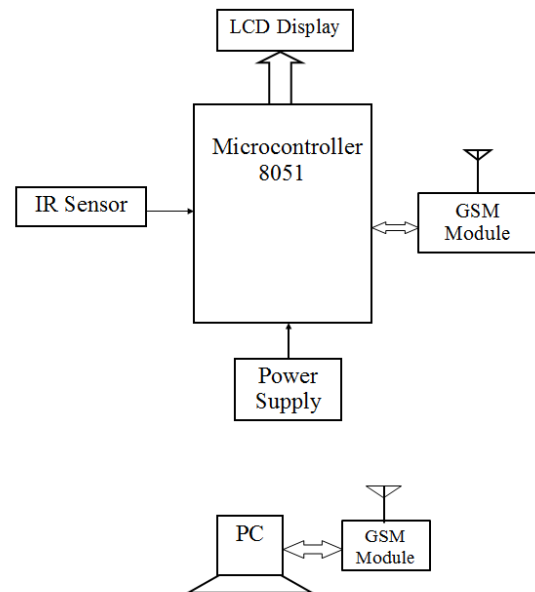 LCD Display
Microcontroller
8051
IR Sensor
GSM
Module
Power
Supply
PC
GSM
Module